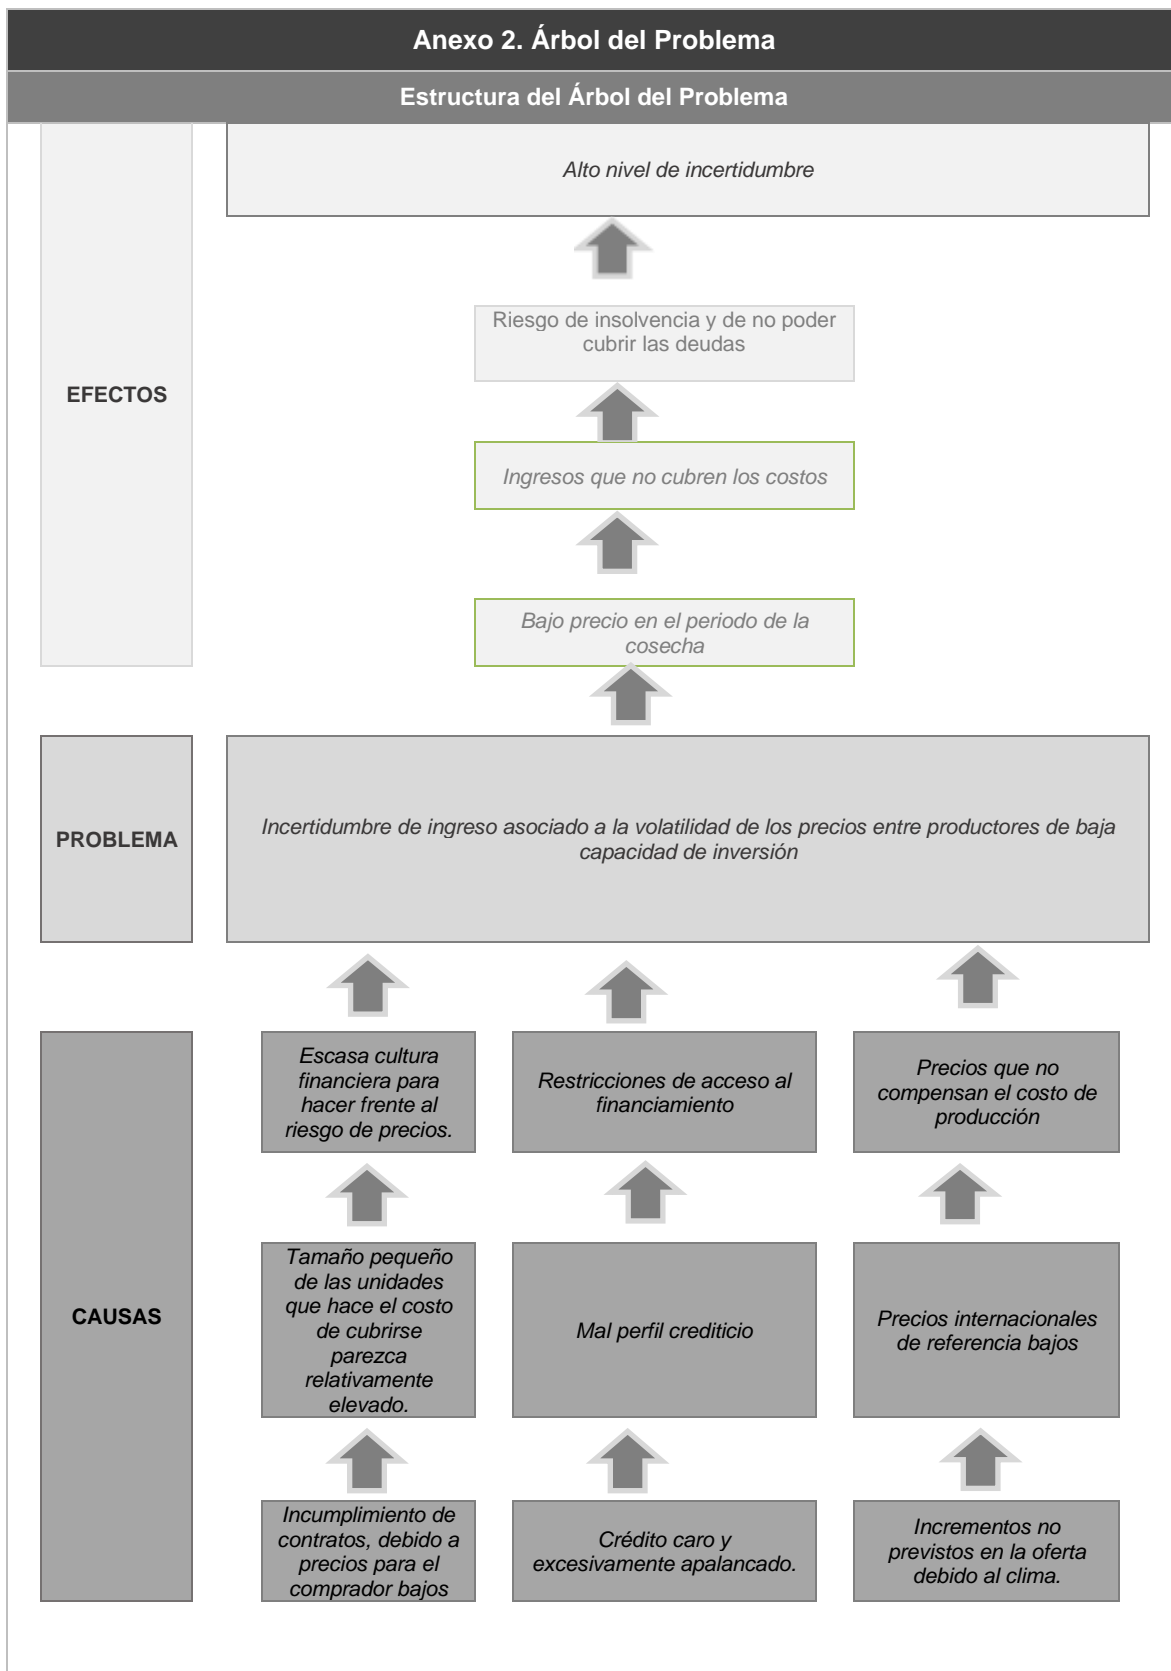 Anexo 2. Árbol del Problema
Estructura del Árbol del Problema
EFECTOS
Alto nivel de incertidumbre
Riesgo de insolvencia y de no poder
cubrir las deudas
Ingresos que no cubren los costos
Bajo precio en el periodo de la
cosecha
PROBLEMA
Incertidumbre de ingreso asociado a la volatilidad de los precios entre productores de baja
capacidad de inversión
CAUSAS
Escasa cultura
financiera para
hacer frente al
riesgo de precios.
Restricciones de acceso al
financiamiento
Precios que no
compensan el costo de
producción
Tamaño pequeño
de las unidades
que hace el costo
de cubrirse
parezca
relativamente
elevado.
Mal perfil crediticio
Precios internacionales
de referencia bajos
Incumplimiento de
contratos, debido a
precios para el
comprador bajos
Crédito caro y
excesivamente apalancado.
Incrementos no
previstos en la oferta
debido al clima.